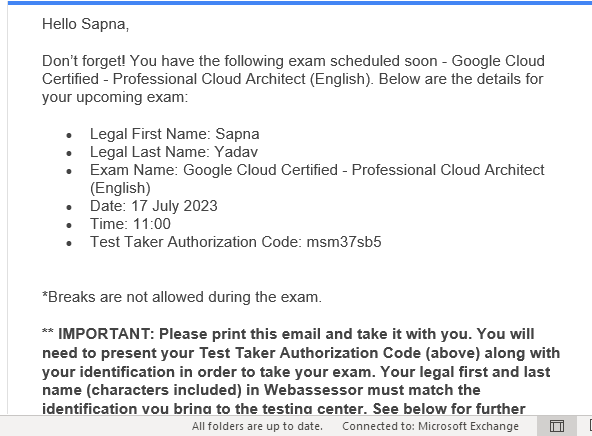 Hello Sapna,
Don't forget! You have the following exam scheduled soon - Google Cloud
Certified - Professional Cloud Architect (English). Below are the details for
your upcoming exam:
• Legal First Name: Sapna
• Legal Last Name: Yadav
• Exam Name: Google Cloud Certified - Professional Cloud Architect
(English)
• Date: 17 July 2023
• Time: 11:00
• Test Taker Authorization Code: msm37sb5
*Breaks are not allowed during the exam.
** IMPORTANT: Please print this email and take it with you. You will
need to present your Test Taker Authorization Code (above) along with
your identification in order to take your exam. Your legal first and last
name (characters included) in Webassessor must match the
identification you bring to the testing center. See below for further
All folders are up to date. Connected to: Microsoft Exchange